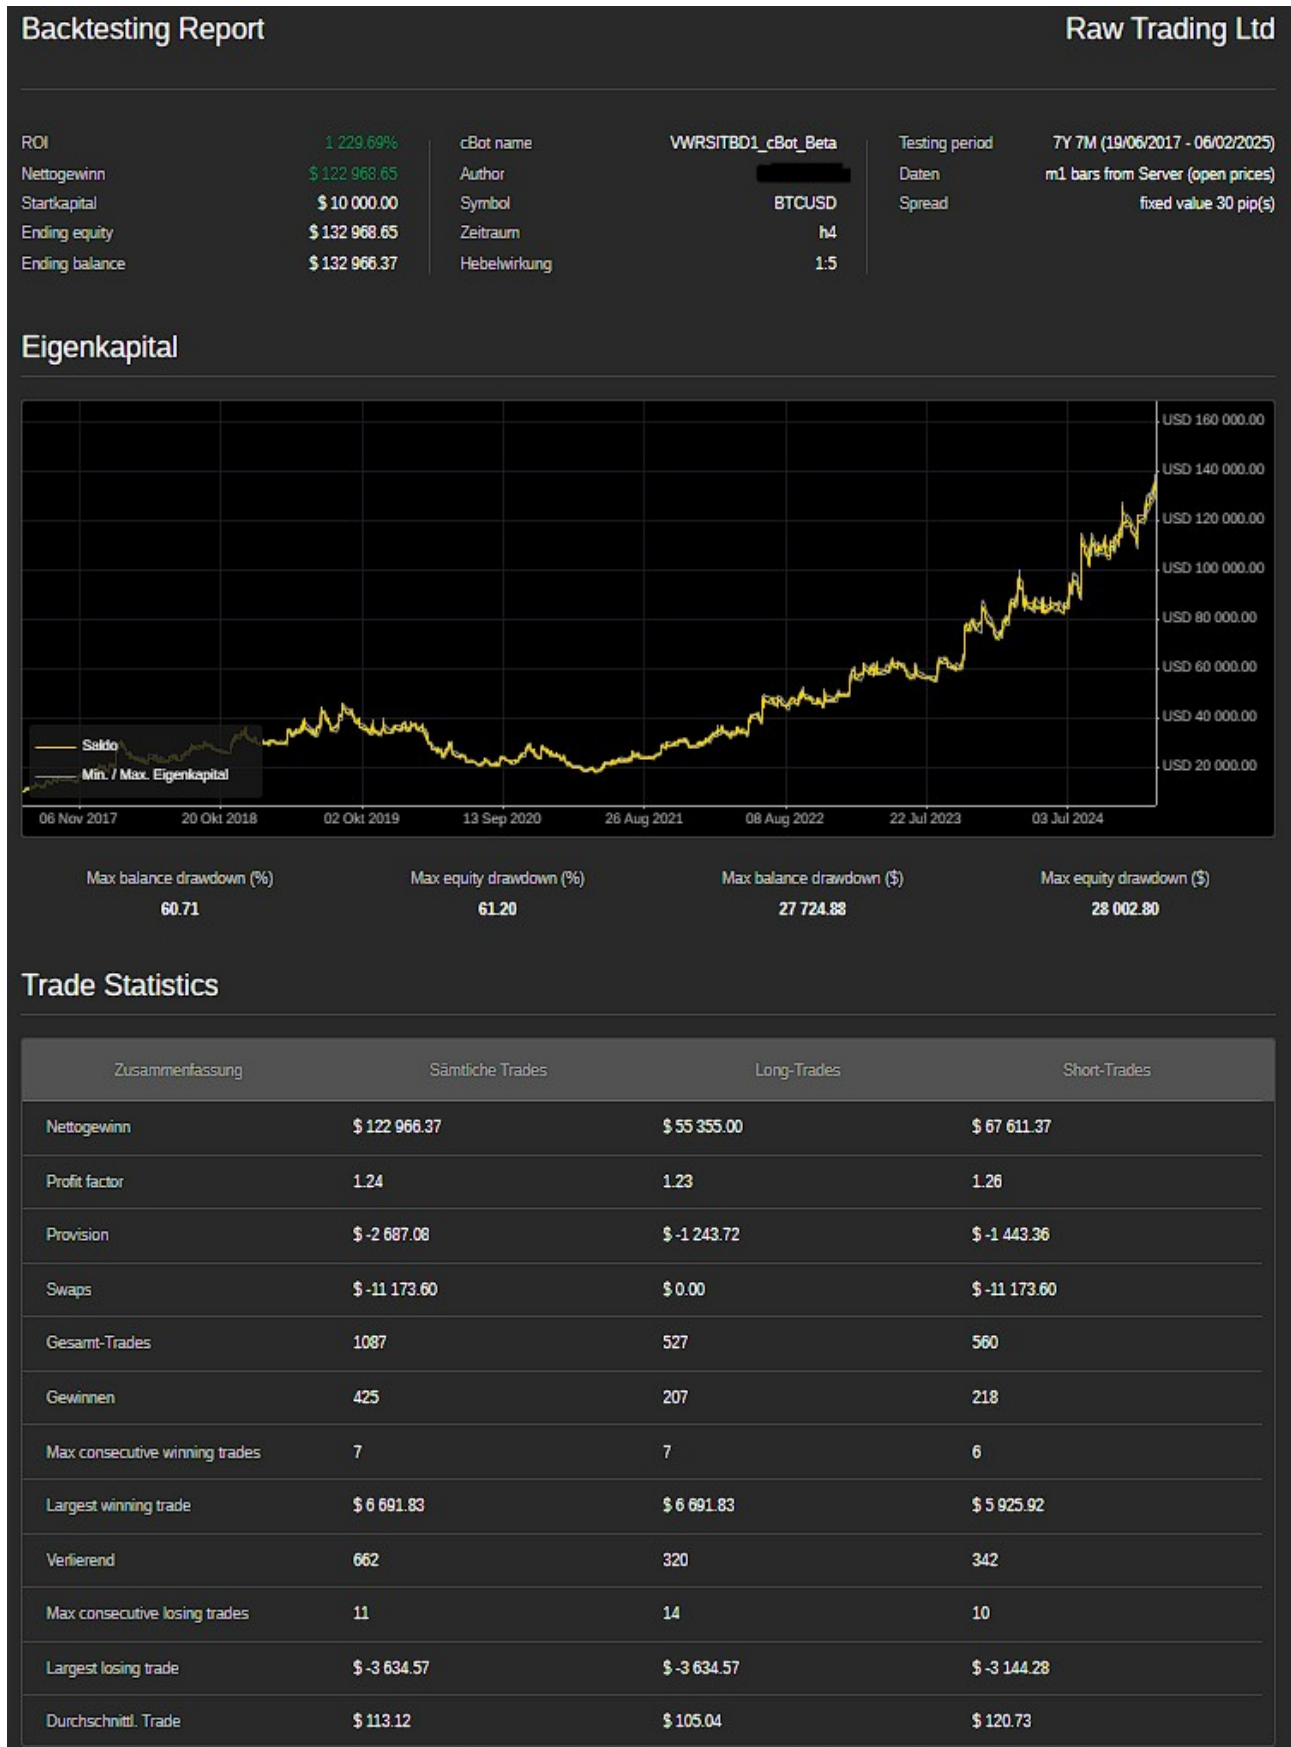 Backtesting Report Raw Trading Ltd
ROI 1 229.69% cBot name VWRSITBD1_cBot_Beta Testing period 7Y 7M (19/06/2017 - 06/02/2025)
Nettogewinn $ 122 968.65 Author Daten m1 bars from Server (open prices)
Startkapital $ 10 000.00 Symbol BTCUSD Spread fixed value 30 pip(s)
Ending equity $ 132 968.65 Zeitraum h4
Ending balance $ 132 966.37 Hebelwirkung 1:5
Eigenkapital
USD 160 000.00
USD 140 000.00
USD 120 000.00
USD 100 000.00
USD 80 000.00
USD 60 000.00
USD 40 000.00
USD 20 000.00
Saldo
Min. / Max. Eigenkapital
06 Nov 2017 20 Okt 2018 02 Okt 2019 13 Sep 2020 26 Aug 2021 08 Aug 2022 22 Jul 2023 03 Jul 2024
Max balance drawdown (%) Max equity drawdown (%) Max balance drawdown ($) Max equity drawdown ($)
60.71 61.20 27 724.88 28 002.80
Trade Statistics
Zusammenfassung Sämtliche Trades Long-Trades Short-Trades
Nettogewinn $ 122 966.37 $ 55 355.00 $ 67 611.37
Profit factor 1.24 1.23 1.26
Provision $ -2 687.08 $ -1 243.72 $ -1 443.36
Swaps $ -11 173.60 $ 0.00 $ -11 173.60
Gesamt-Trades 1087 527 560
Gewinnen 425 207 218
Max consecutive winning trades 7 7 6
Largest winning trade $ 6 691.83 $ 6 691.83 $ 5 925.92
Verlierend 662 320 342
Max consecutive losing trades 11 14 10
Largest losing trade $ -3 634.57 $ -3 634.57 $ -3 144.28
Durchschnittl. Trade $ 113.12 $ 105.04 $ 120.73